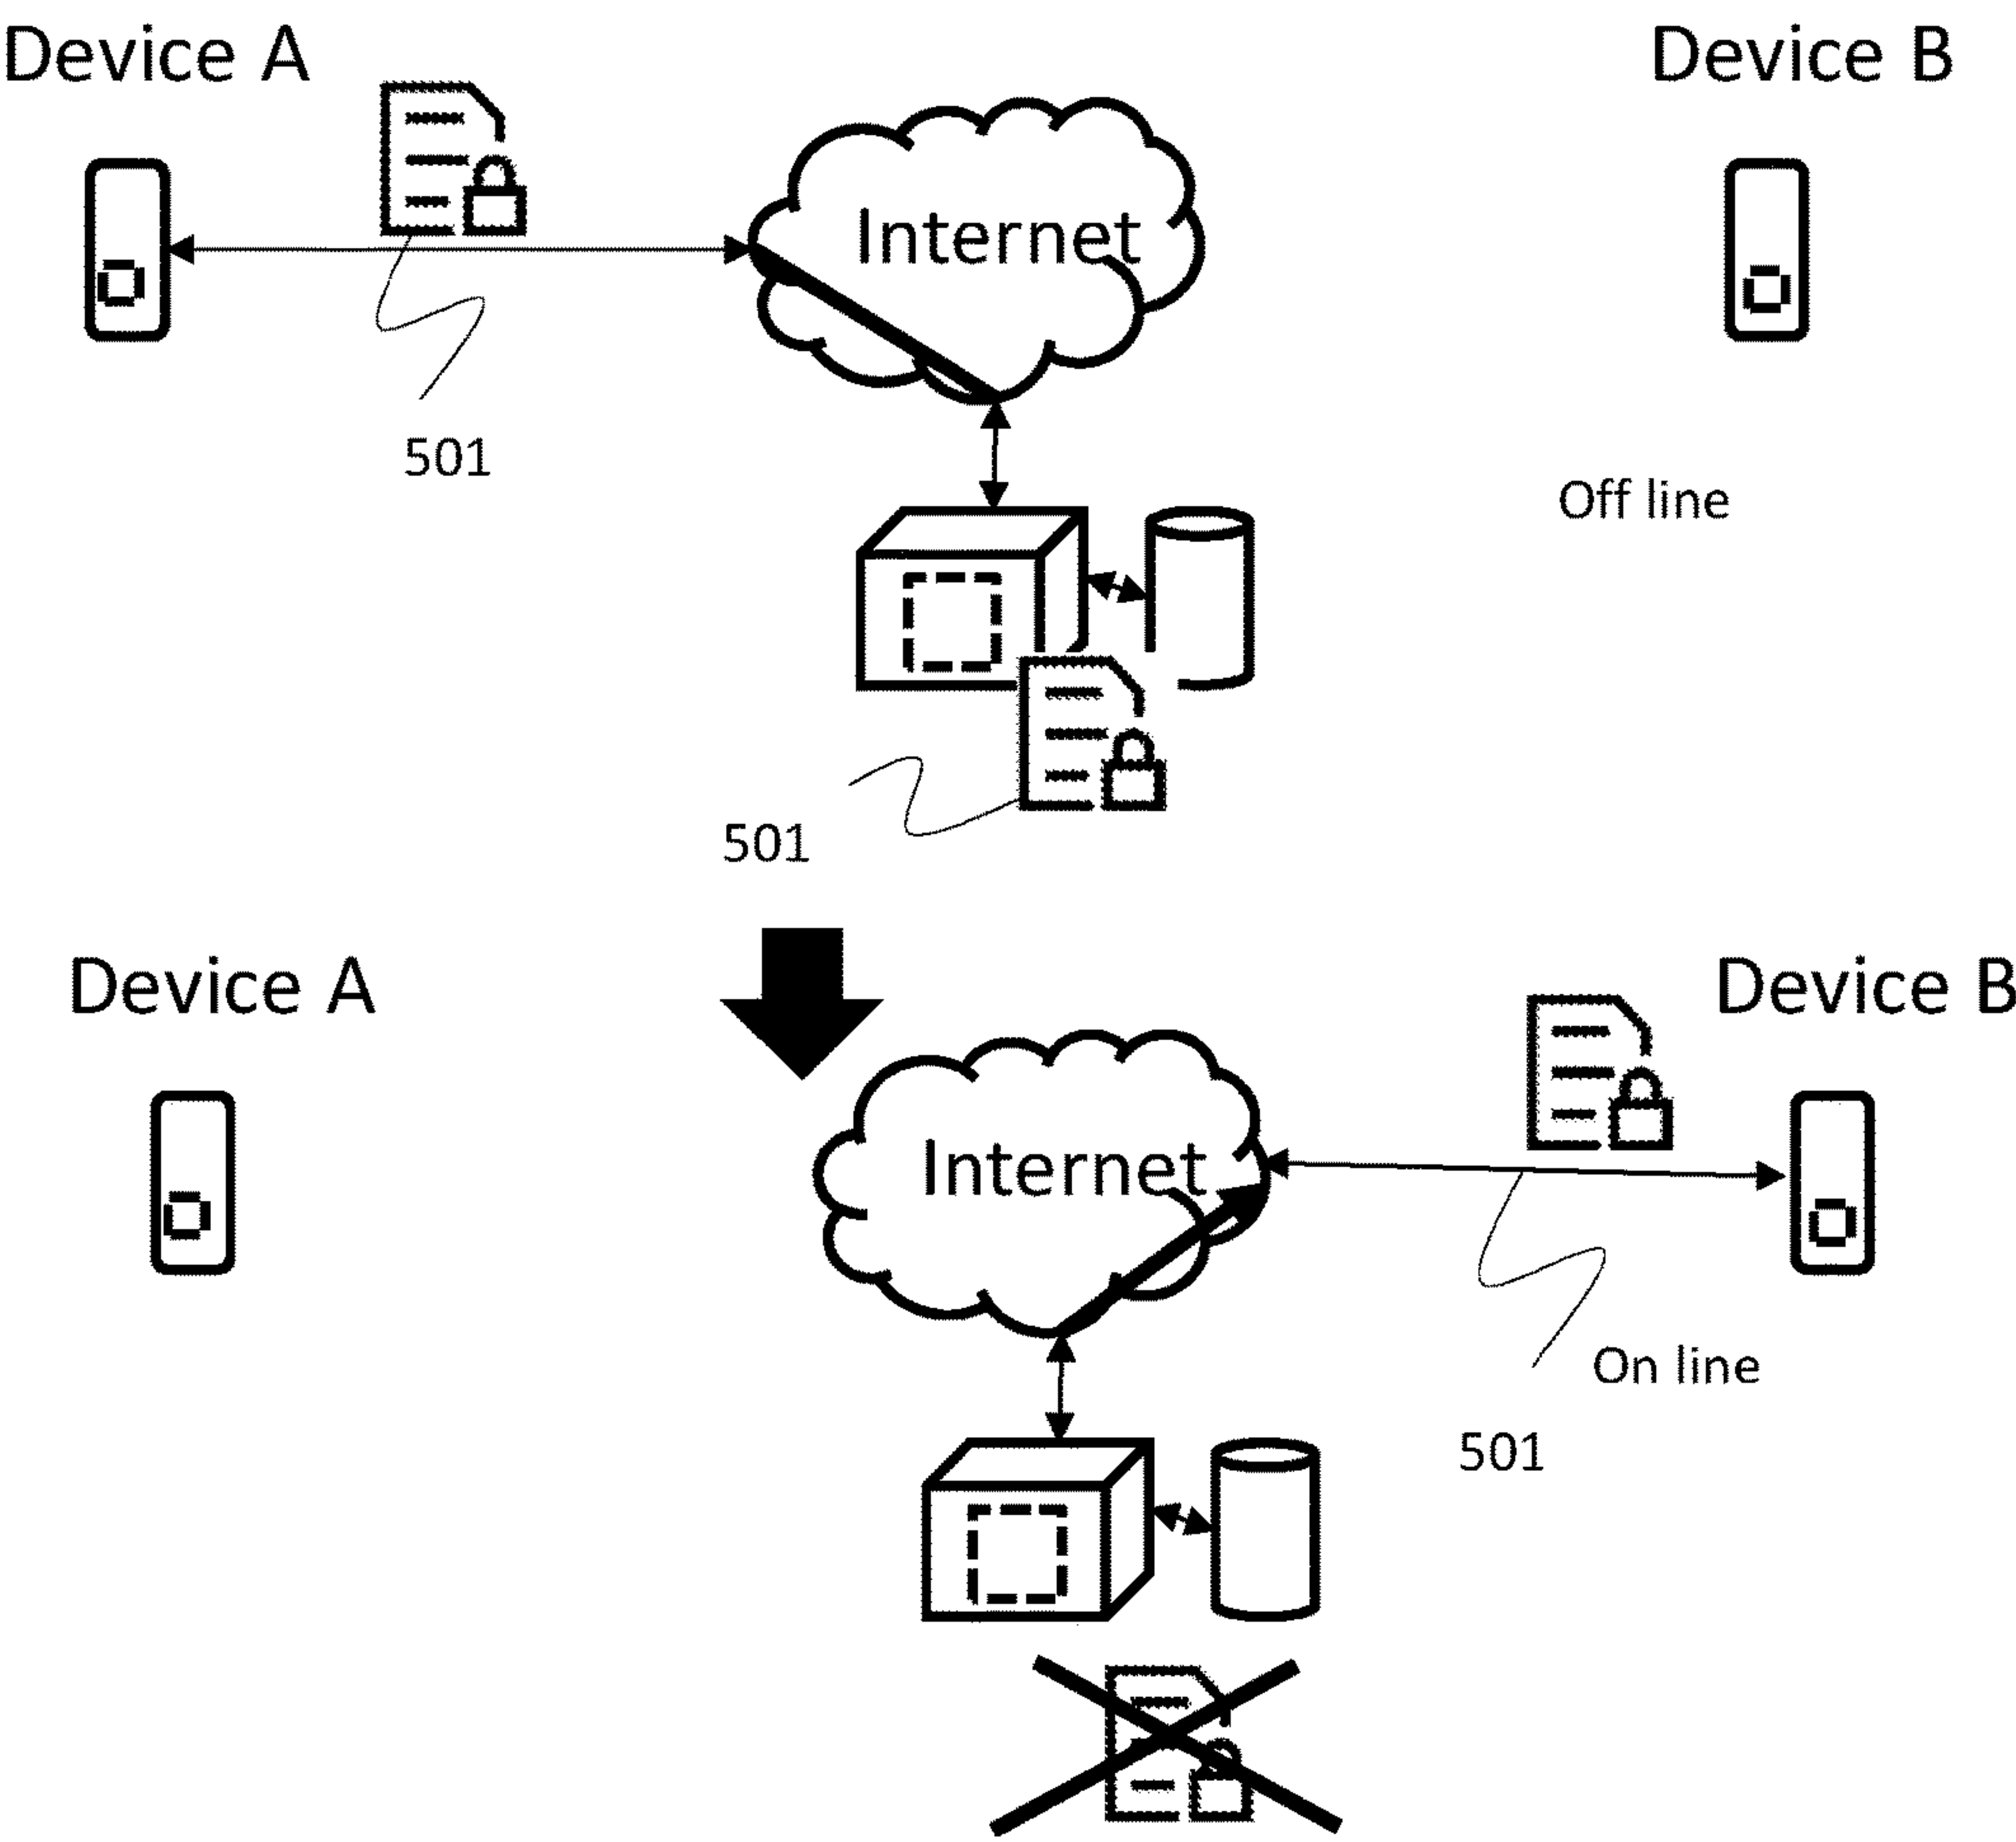 Device A
Device B
Internet
501
Off line
501
Device A
Device B
Internet
On line
501